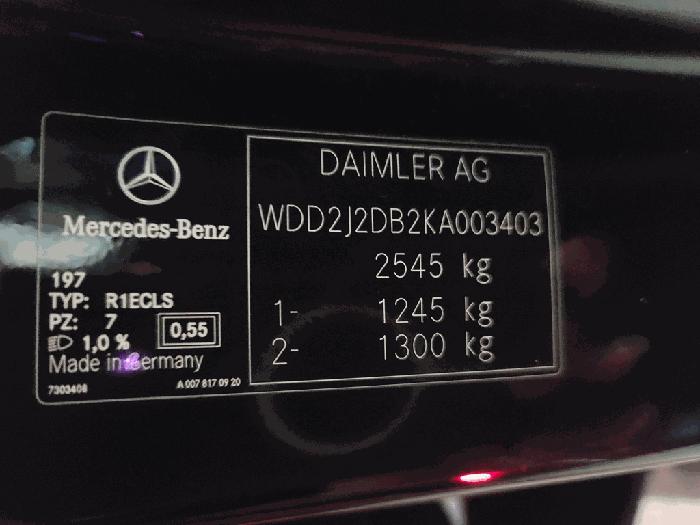 Mercedes-Benz
197
TYP: R1ECLS
PZ: 7
1,0 %
0,55
Made in Germany
7303408
A 007 817 09 20
DAIMLER AG
WDD2J2DB2KA003403
2545 kg
1- 1245 kg
2- 1300 kg